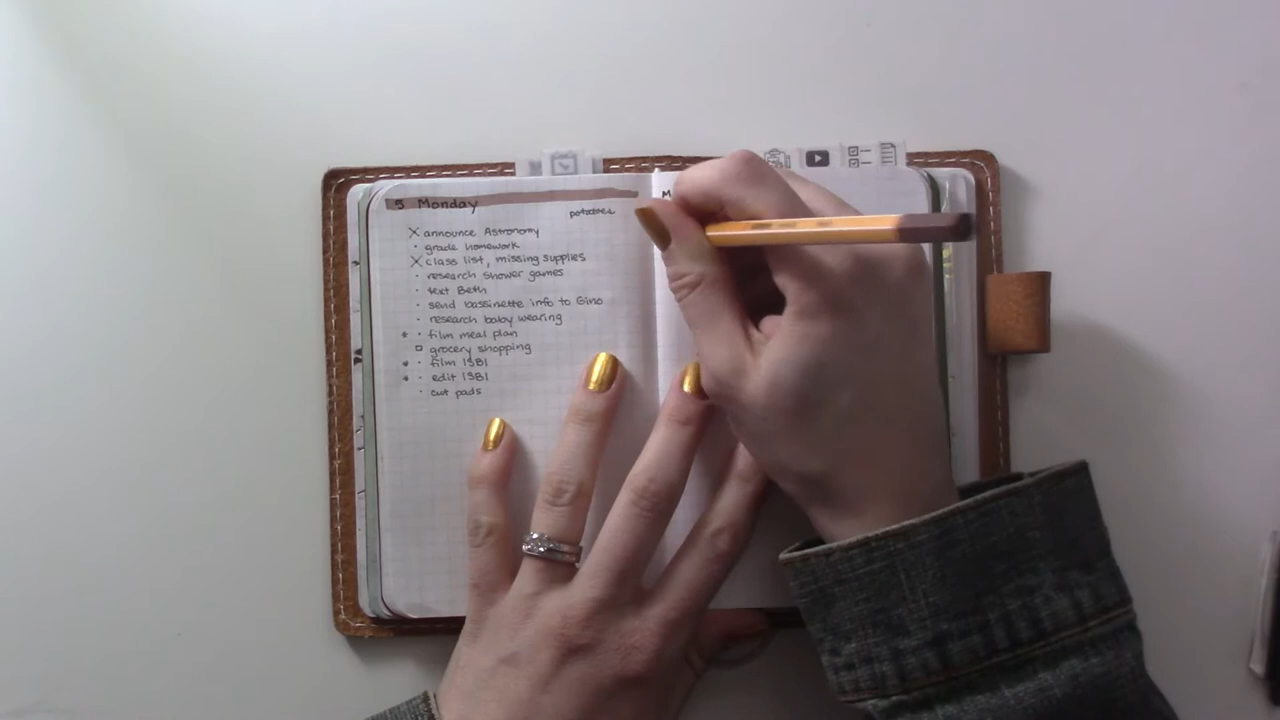 5 Monday
potatoes
X announce Astronomy
· grade homework
X class list, missing supplies
· research shower games
· text Beth
· send bassinette info to Gino
· research baby wearing
* · film meal plan
□ grocery shopping
* · film ISBI
* · edit ISBI
· cut pads
M